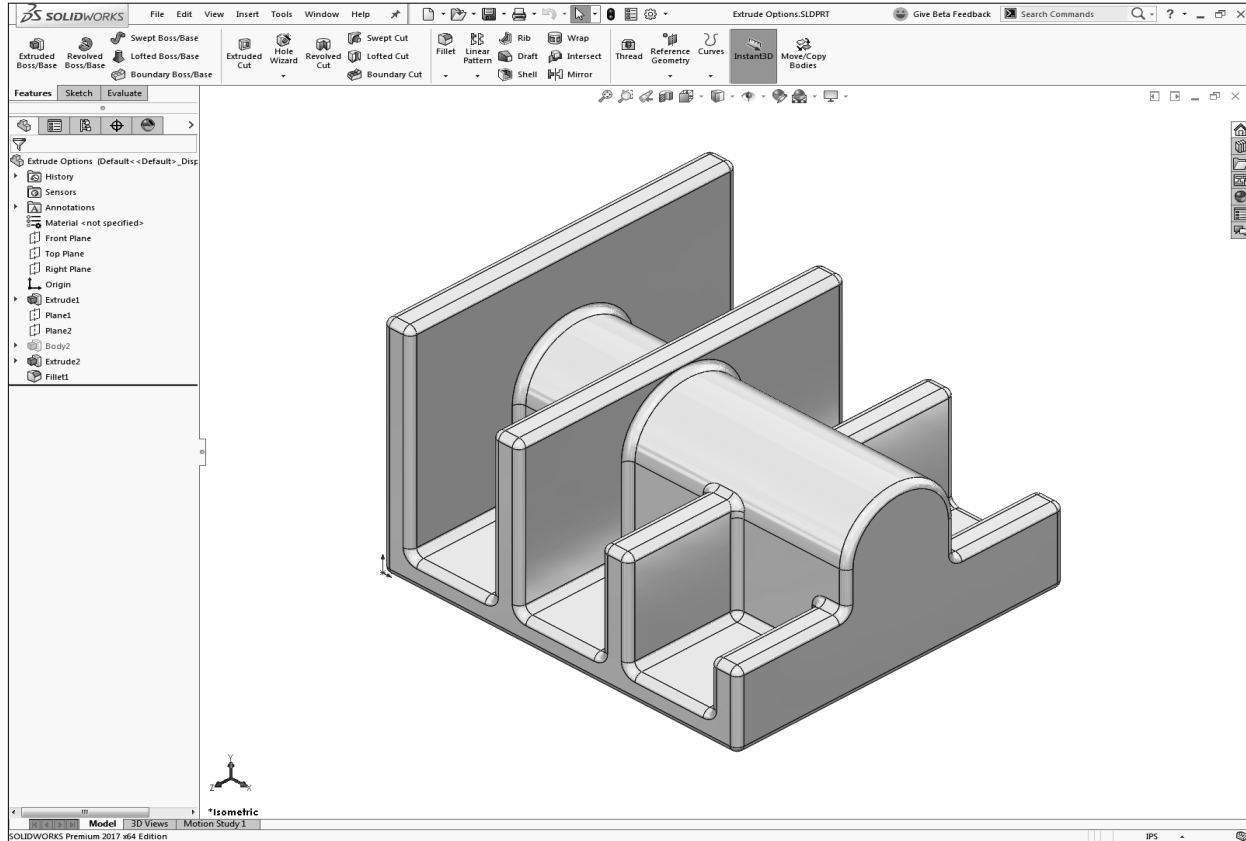 SOLIDWORKS File Edit View Insert Tools Window Help Extrude Options.SLDPRT Give Beta Feedback Search Commands ?
Extruded Boss/Base
Revolved Boss/Base
Swept Boss/Base
Lofted Boss/Base
Boundary Boss/Base
Extruded Cut
Hole Wizard
Revolved Cut
Swept Cut
Lofted Cut
Boundary Cut
Fillet
Linear Pattern
Rib
Draft
Shell
Wrap
Intersect
Mirror
Thread
Reference Geometry
Curves
Instant3D
Move/Copy Bodies
Features Sketch Evaluate
Extrude Options (Default<<Default>_Disp
History
Sensors
Annotations
Material <not specified>
Front Plane
Top Plane
Right Plane
Origin
Extrude1
Plane1
Plane2
Body2
Extrude2
Fillet1
Y
Z X
*Isometric
Model 3D Views Motion Study 1
SOLIDWORKS Premium 2017 x64 Edition IPS